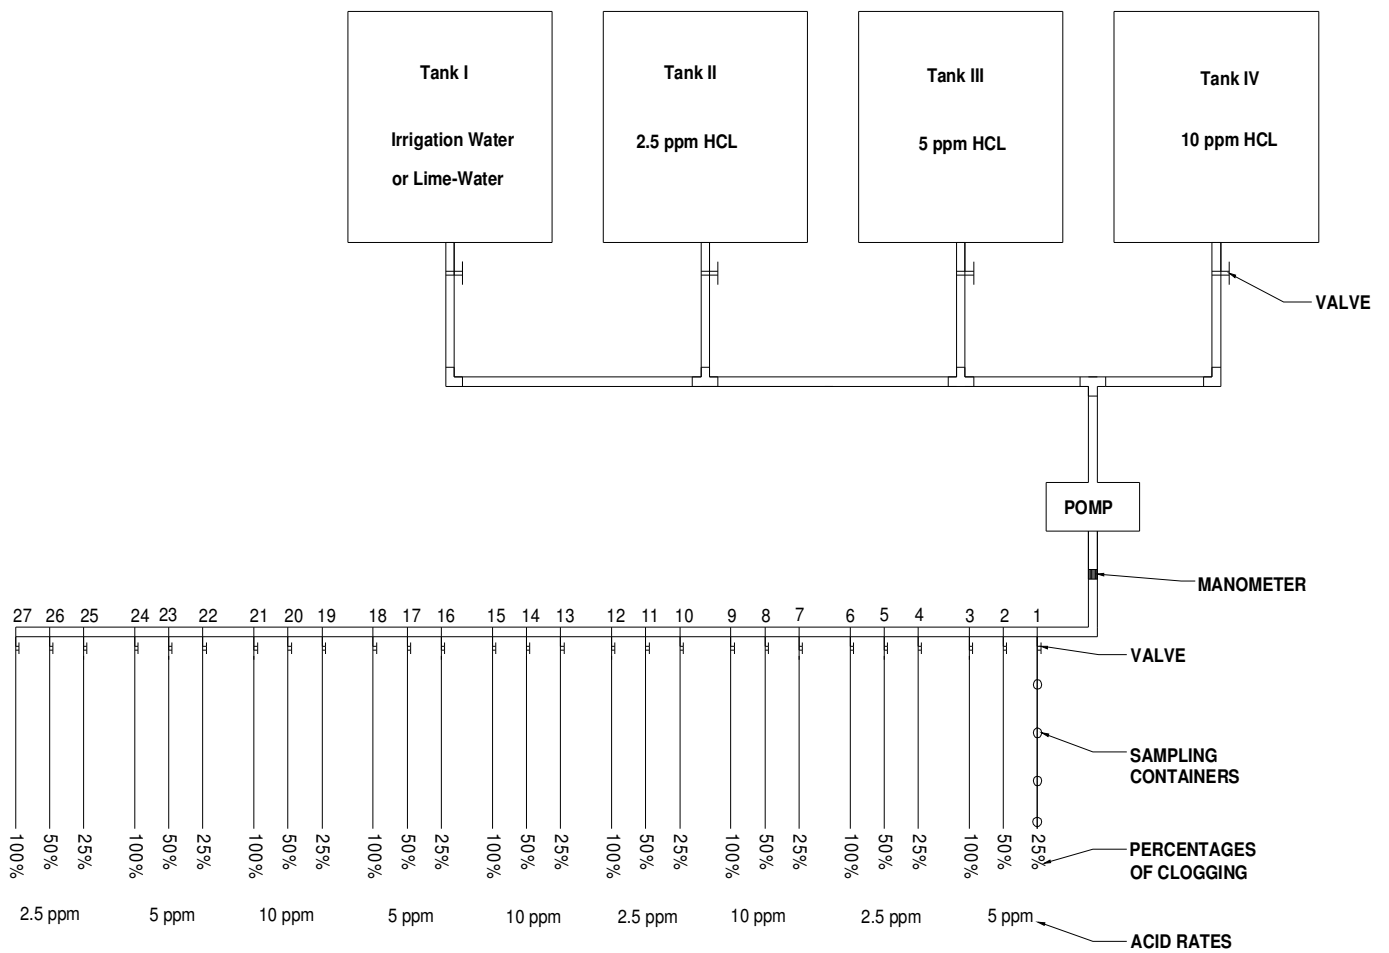 Tank I
Irrigation Water
or Lime-Water
Tank II
2.5 ppm HCL
Tank III
5 ppm HCL
Tank IV
10 ppm HCL
VALVE
POMP
MANOMETER
27 26 25 24 23 22 21 20 19 18 17 16 15 14 13 12 11 10 9 8 7 6 5 4 3 2 1
VALVE
SAMPLING
CONTAINERS
100% 50% 25% 100% 50% 25% 100% 50% 25% 100% 50% 25% 100% 50% 25% 100% 50% 25% 100% 50% 25% 100% 50% 25% 100% 50% 25%
PERCENTAGES
OF CLOGGING
2.5 ppm 5 ppm 10 ppm 5 ppm 10 ppm 2.5 ppm 10 ppm 2.5 ppm 5 ppm
ACID RATES